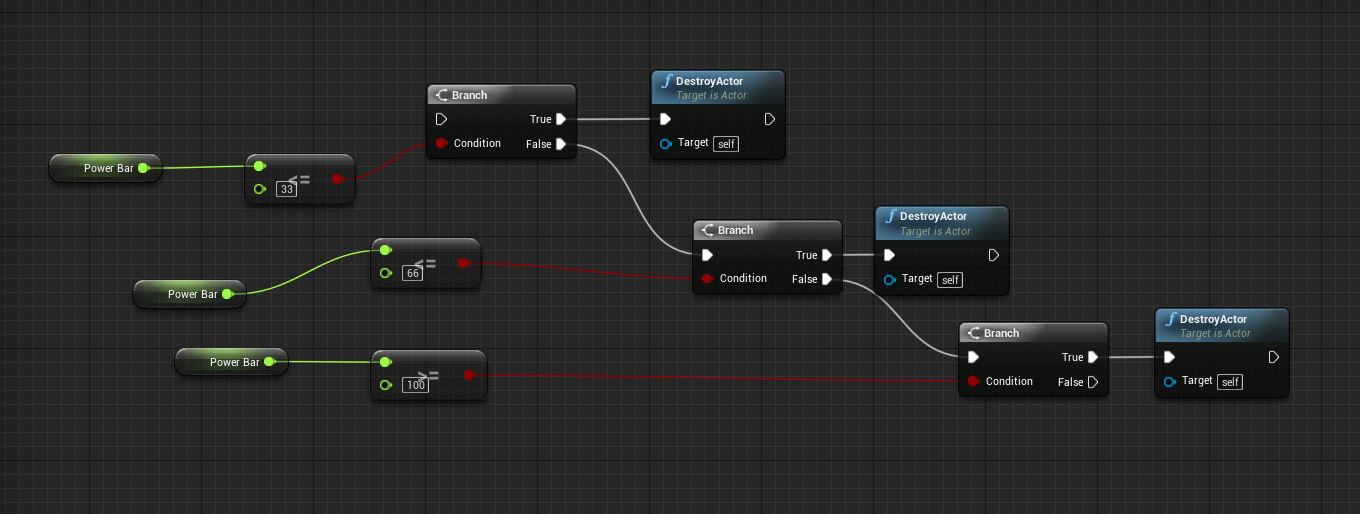 Branch
True
Condition
False
DestroyActor
Target is Actor
Target
self
Power Bar
<=
33
Branch
True
Condition
False
DestroyActor
Target is Actor
Target
self
Power Bar
<=
66
Branch
True
Condition
False
DestroyActor
Target is Actor
Target
self
Power Bar
>=
100